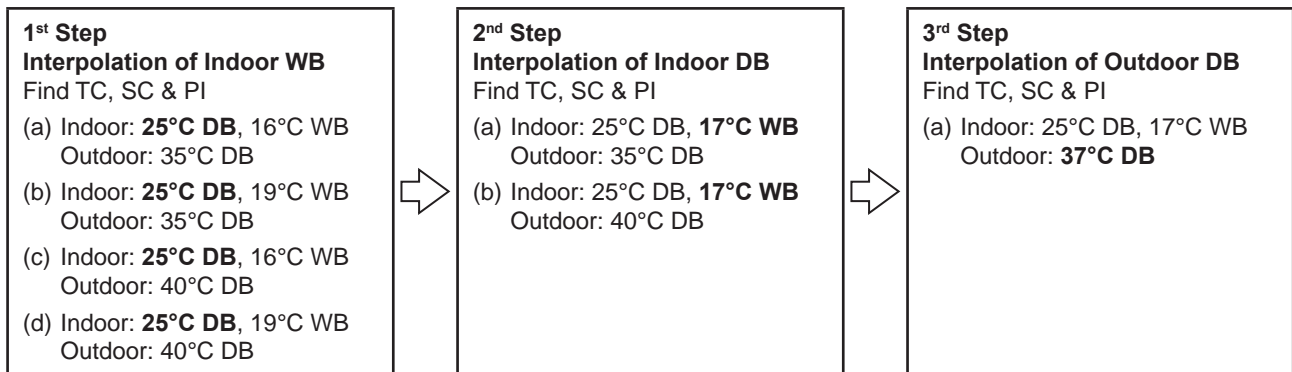 1st Step
Interpolation of Indoor WB
Find TC, SC & PI
(a) Indoor: 25°C DB, 16°C WB
Outdoor: 35°C DB
(b) Indoor: 25°C DB, 19°C WB
Outdoor: 35°C DB
(c) Indoor: 25°C DB, 16°C WB
Outdoor: 40°C DB
(d) Indoor: 25°C DB, 19°C WB
Outdoor: 40°C DB
2nd Step
Interpolation of Indoor DB
Find TC, SC & PI
(a) Indoor: 25°C DB, 17°C WB
Outdoor: 35°C DB
(b) Indoor: 25°C DB, 17°C WB
Outdoor: 40°C DB
3rd Step
Interpolation of Outdoor DB
Find TC, SC & PI
(a) Indoor: 25°C DB, 17°C WB
Outdoor: 37°C DB